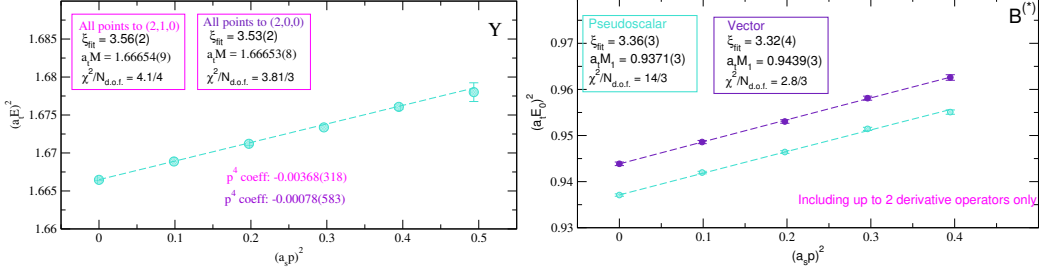 All points to (2,1,0)
ξfit = 3.56(2)
atM = 1.66654(9)
χ²/Nd.o.f. = 4.1/4
All points to (2,0,0)
ξfit = 3.53(2)
atM = 1.66653(8)
χ²/Nd.o.f. = 3.81/3
Y
1.685
1.68
1.675
1.67
1.665
1.66
(atE)²
p⁴ coeff: -0.00368(318)
p⁴ coeff: -0.00078(583)
0 0.1 0.2 0.3 0.4 0.5
(asp)²
Pseudoscalar
ξfit = 3.36(3)
atM1 = 0.9371(3)
χ²/Nd.o.f. = 14/3
Vector
ξfit = 3.32(4)
atM1 = 0.9439(3)
χ²/Nd.o.f. = 2.8/3
B(*)
0.97
0.96
0.95
0.94
0.93
(atE0)²
Including up to 2 derivative operators only
0 0.1 0.2 0.3 0.4
(asp)²